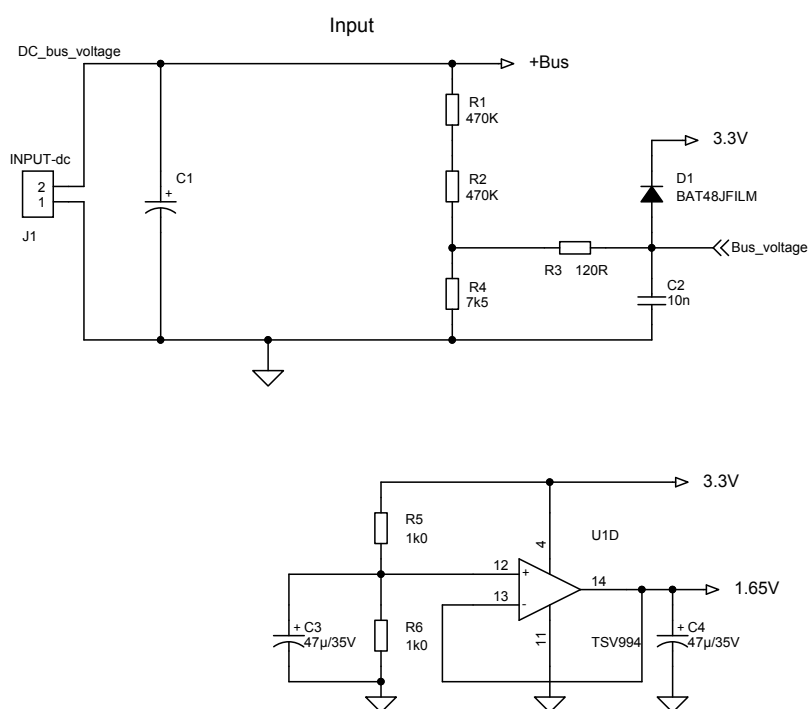 Input
DC_bus_voltage
+Bus
R1
470K
3.3V
INPUT-dc
2
1
J1
C1
+
R2
470K
D1
BAT48JFILM
R3 120R
Bus_voltage
R4
7k5
C2
10n
3.3V
R5
1k0
4
U1D
12
+
14
1.65V
13
-
+ C3
47µ/35V
R6
1k0
11
TSV994
+ C4
47µ/35V